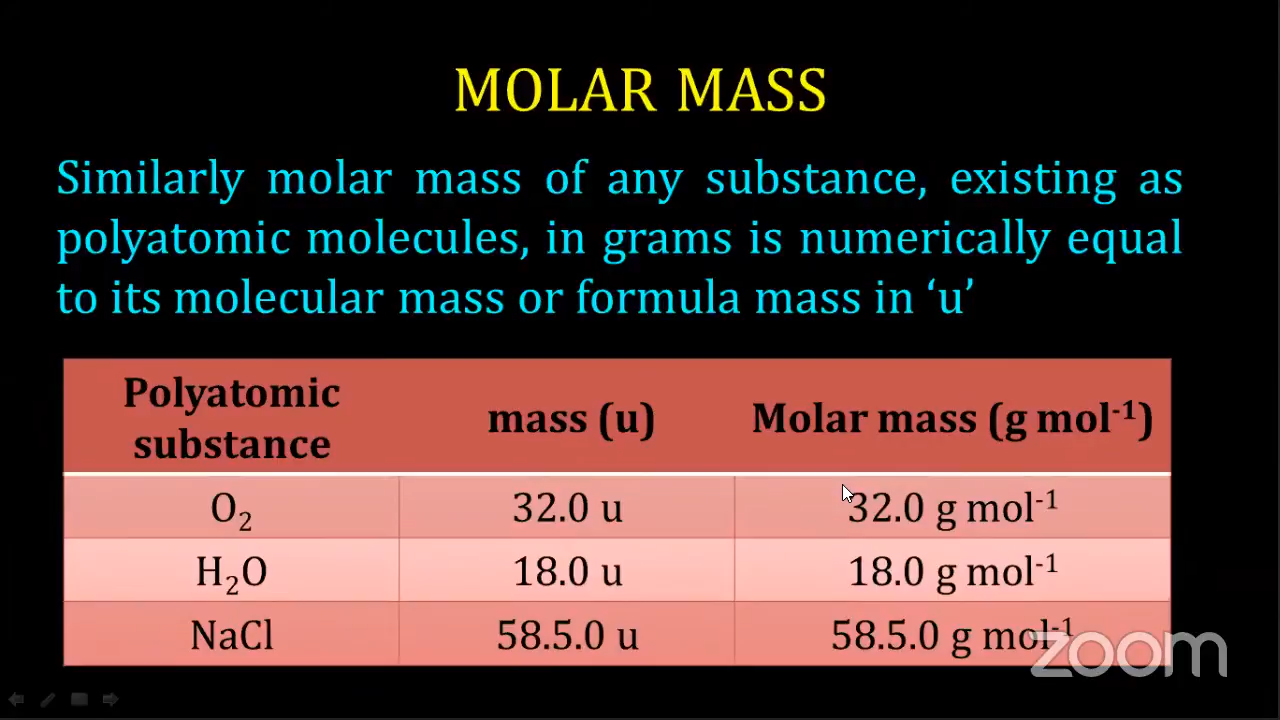 MOLAR MASS
Similarly molar mass of any substance, existing as
polyatomic molecules, in grams is numerically equal
to its molecular mass or formula mass in ‘u’
Polyatomic substance mass (u) Molar mass (g mol⁻¹)
O₂ 32.0 u 32.0 g mol⁻¹
H₂O 18.0 u 18.0 g mol⁻¹
NaCl 58.5.0 u 58.5.0 g mol⁻¹
zoom